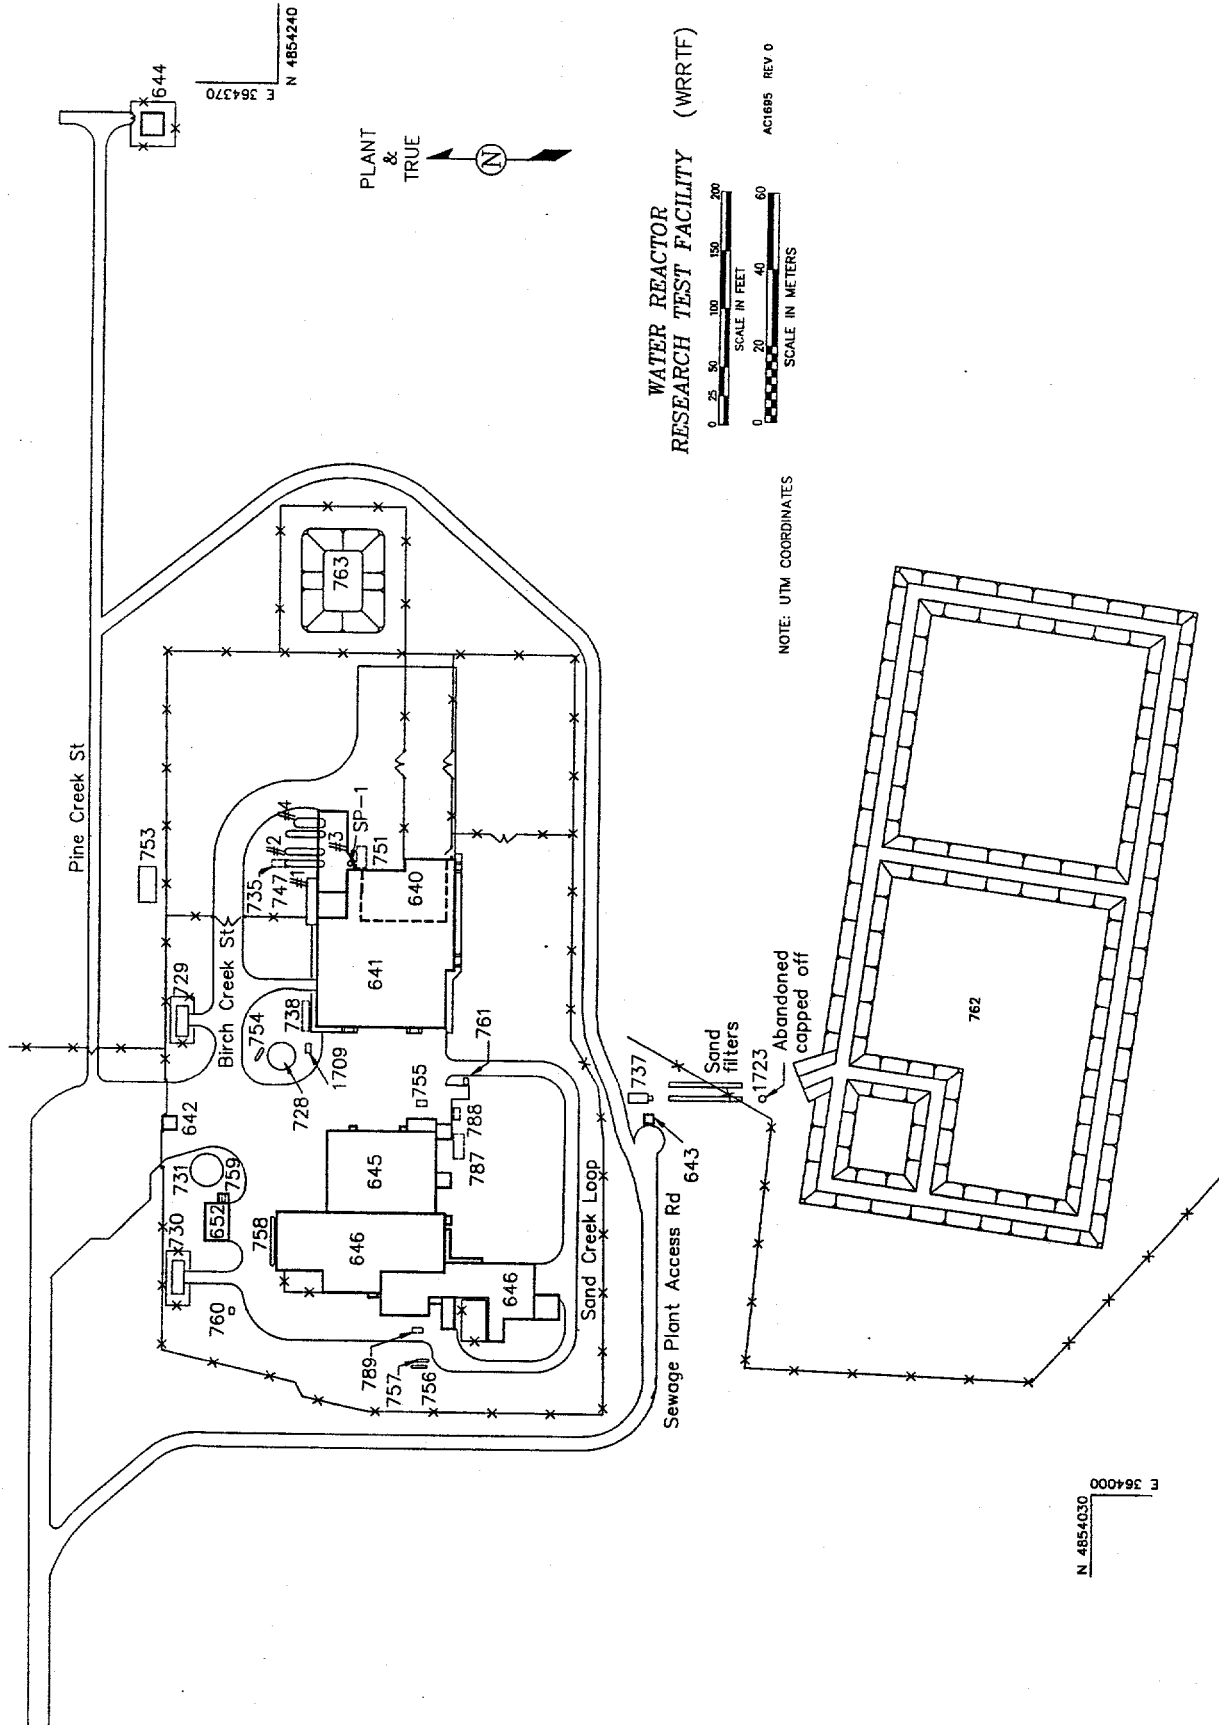 N 4854240
E 364370
644
PLANT
&
TRUE
N
WATER REACTOR
RESEARCH TEST FACILITY (WRRTF)
0 25 50 100 150 200
SCALE IN FEET
0 20 40 60
SCALE IN METERS
AC1695 REV 0
NOTE: UTM COORDINATES
Pine Creek St
753
763
#4
#2
#3
SP-1
735
747
#1
751
640
641
729
Birch Creek St
754
738
728
1709
761
755
788
787
642
731
759
652
730
760
758
645
646
646
789
757
756
Sand Creek Loop
Sewage Plant Access Rd
737
643
Sand
filters
1723
Abandoned
capped off
762
N 4854030
E 364000